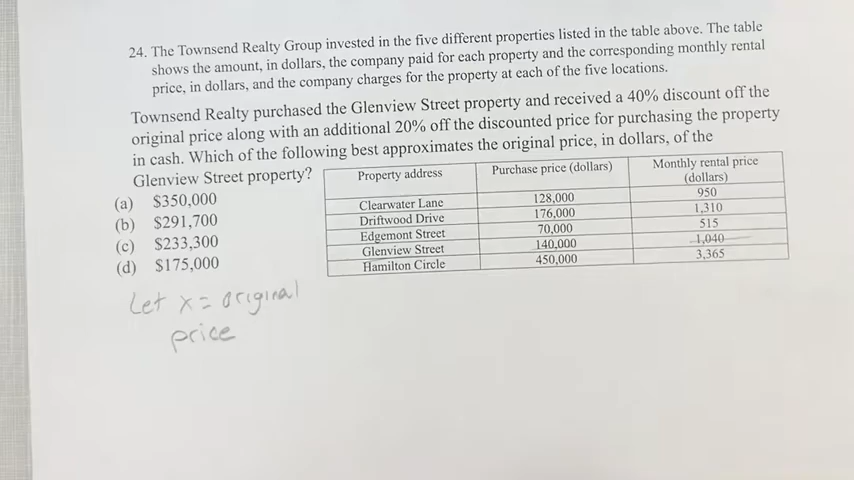 24. The Townsend Realty Group invested in the five different properties listed in the table above. The table
shows the amount, in dollars, the company paid for each property and the corresponding monthly rental
price, in dollars, and the company charges for the property at each of the five locations.
Townsend Realty purchased the Glenview Street property and received a 40% discount off the
original price along with an additional 20% off the discounted price for purchasing the property
in cash. Which of the following best approximates the original price, in dollars, of the
Glenview Street property?
(a) $350,000
(b) $291,700
(c) $233,300
(d) $175,000
Property address Purchase price (dollars) Monthly rental price (dollars)
Clearwater Lane 128,000 950
Driftwood Drive 176,000 1,310
Edgemont Street 70,000 515
Glenview Street 140,000 1,040
Hamilton Circle 450,000 3,365
Let x = original
price